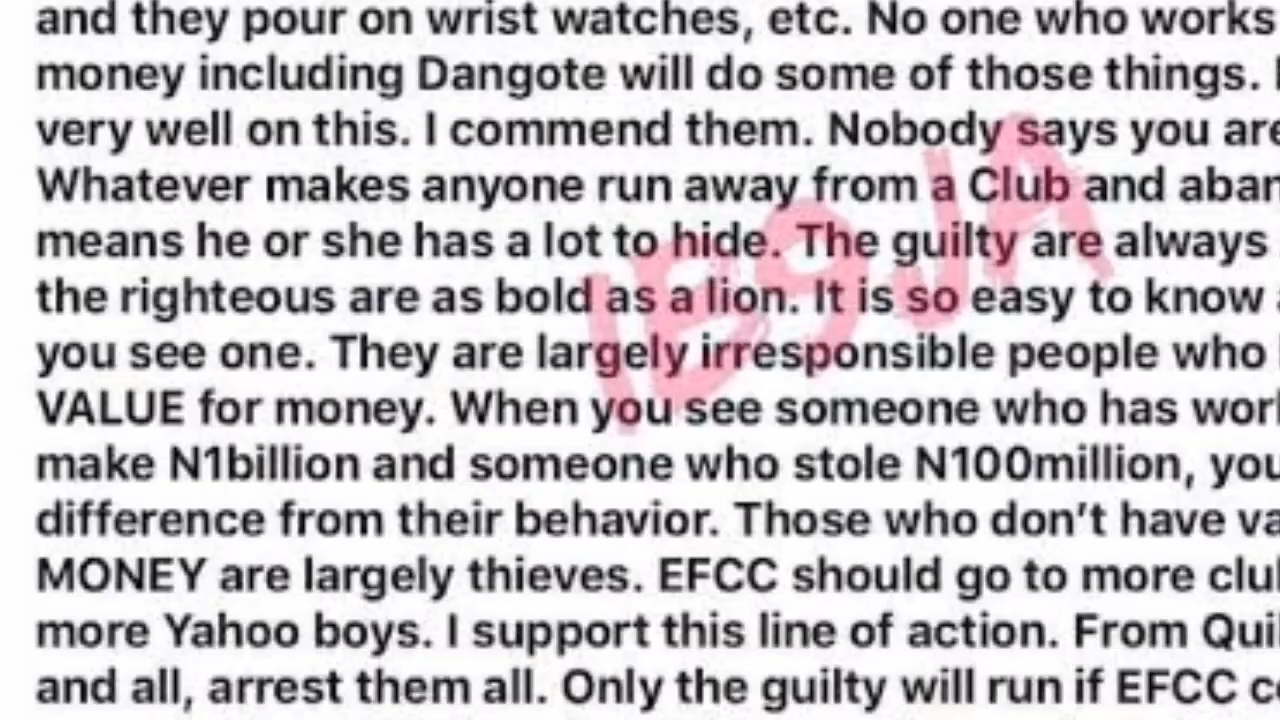 and they pour on wrist watches, etc. No one who works
money including Dangote will do some of those things.
very well on this. I commend them. Nobody says you are
Whatever makes anyone run away from a Club and
means he or she has a lot to hide. The guilty are always
the righteous are as bold as a lion. It is so easy to know
you see one. They are largely irresponsible people who
VALUE for money. When you see someone who has
make N1billion and someone who stole N100million, you
difference from their behavior. Those who don’t have
MONEY are largely thieves. EFCC should go to more
more Yahoo boys. I support this line of action. From
and all, arrest them all. Only the guilty will run if EFCC
IB9JA